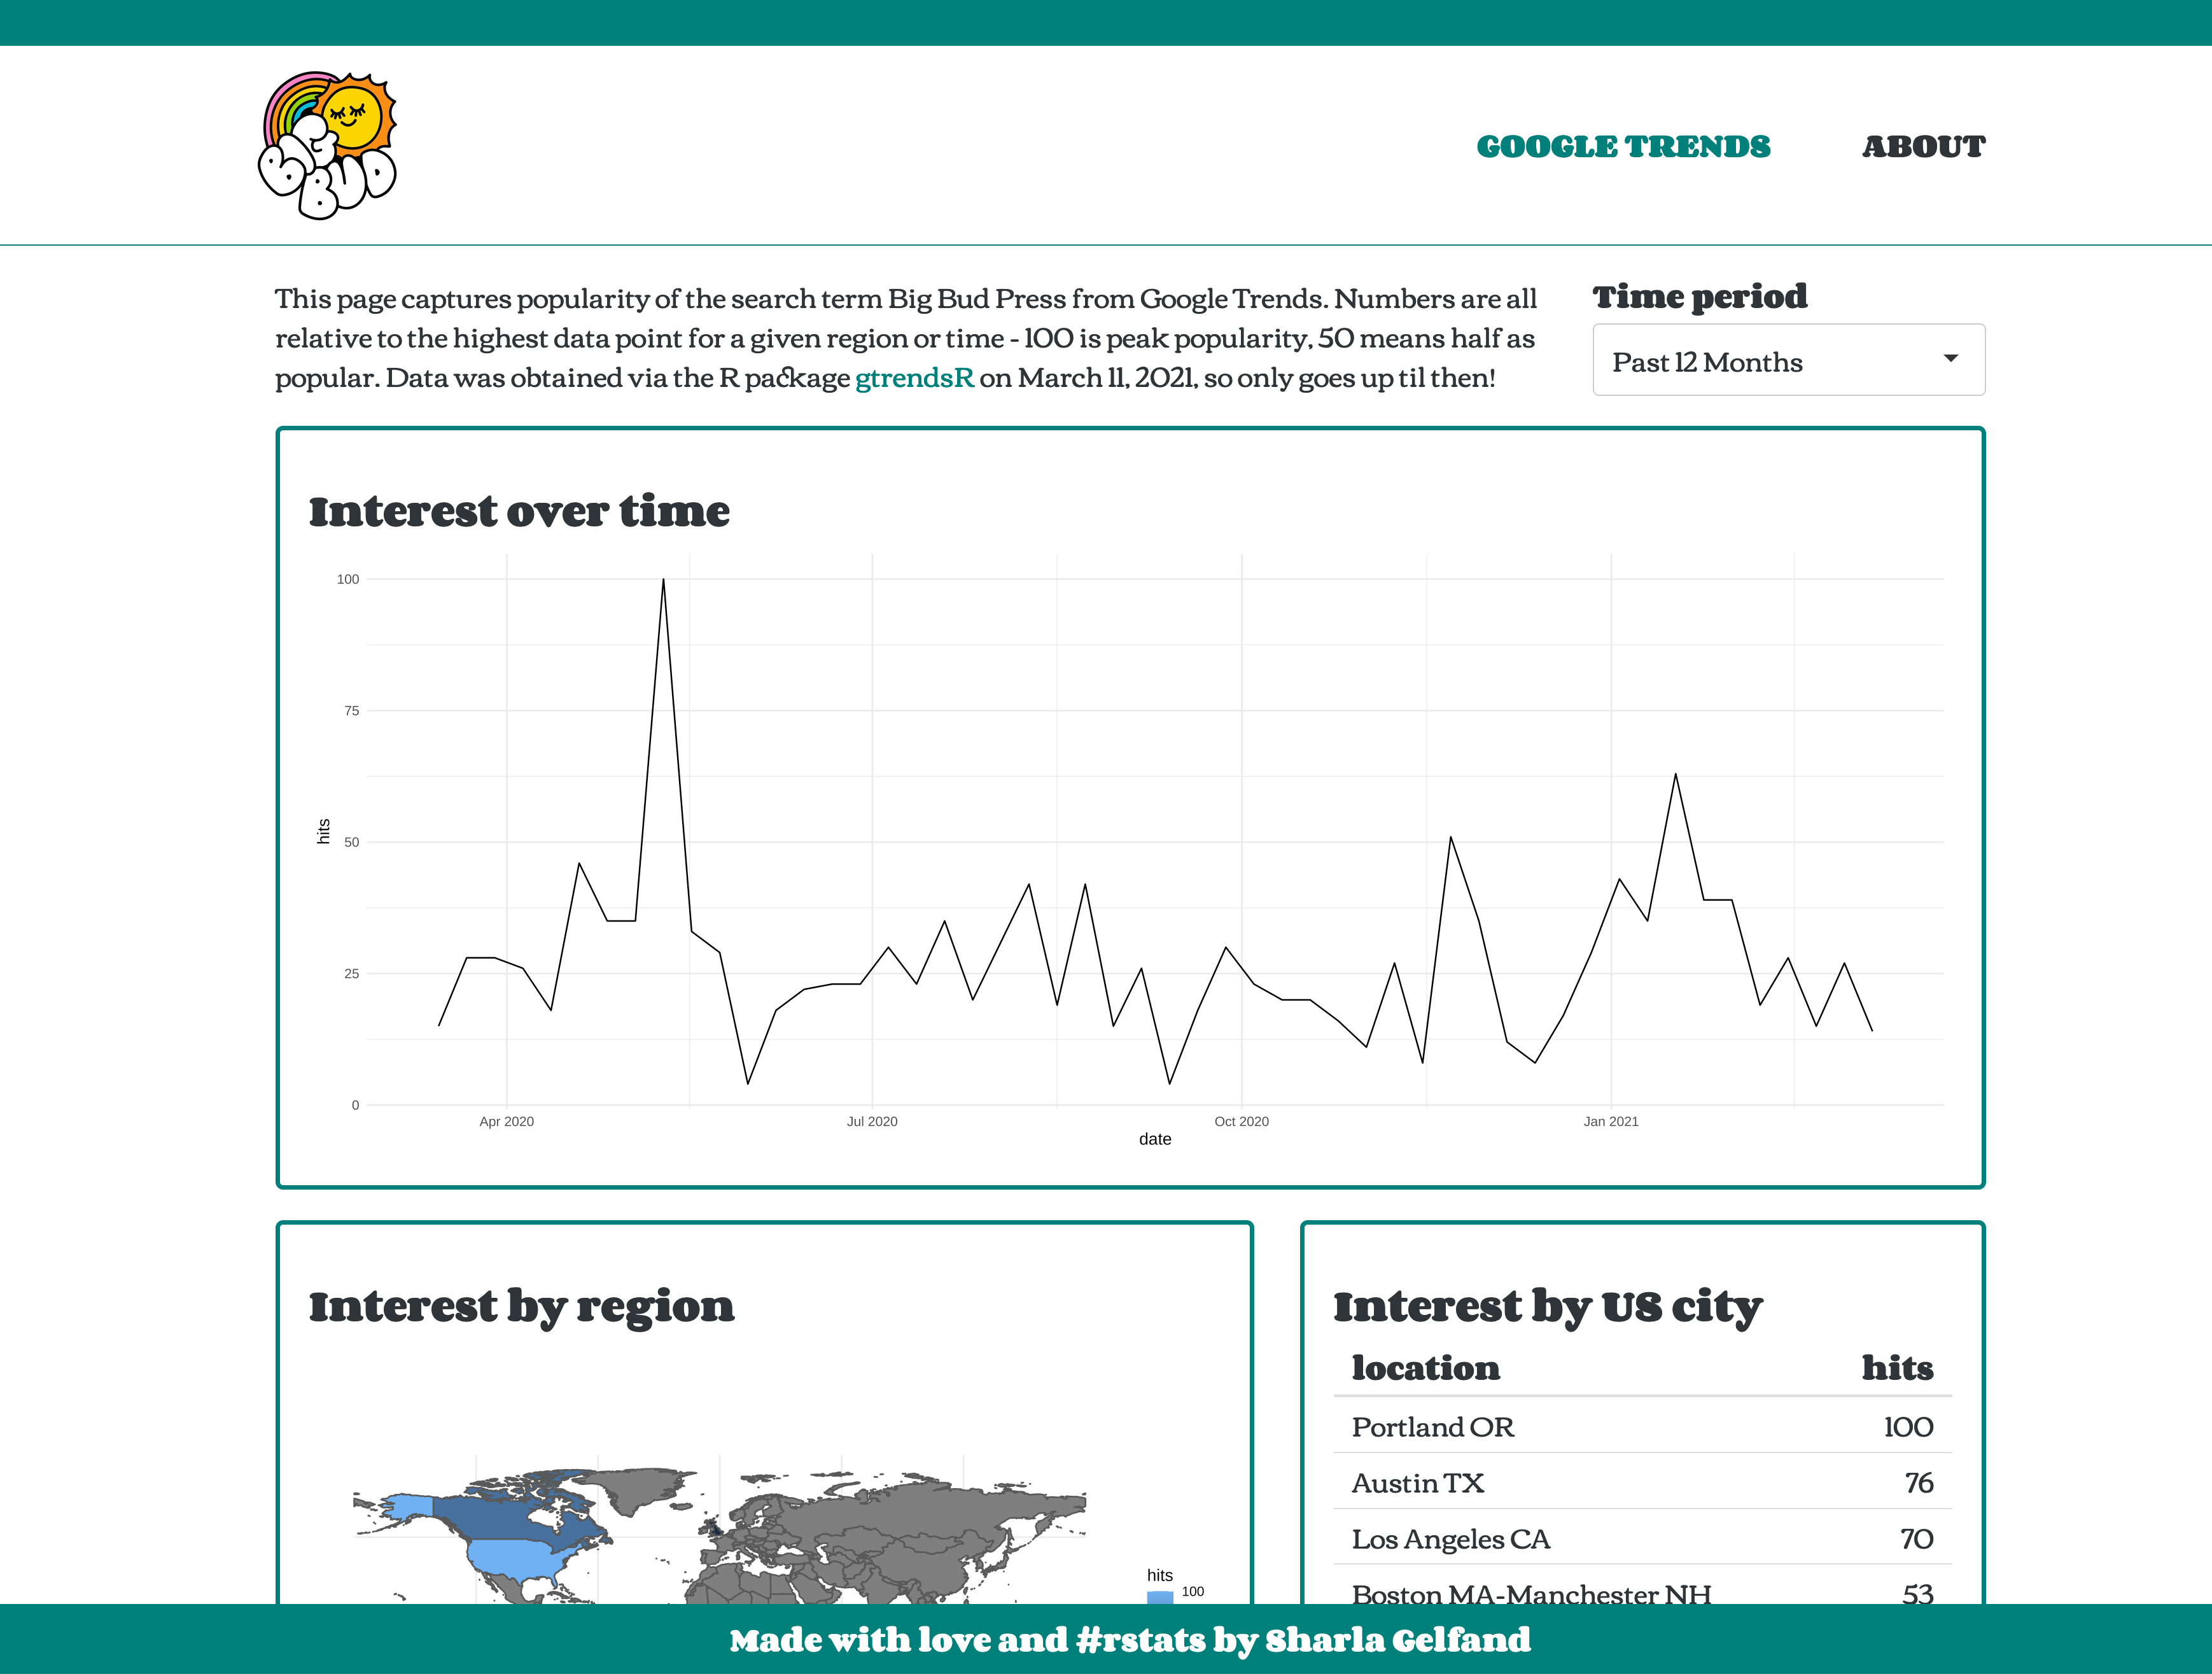 BIG BUD
GOOGLE TRENDS
ABOUT
This page captures popularity of the search term Big Bud Press from Google Trends. Numbers are all
relative to the highest data point for a given region or time - 100 is peak popularity, 50 means half as
popular. Data was obtained via the R package gtrendsR on March 11, 2021, so only goes up til then!
Time period
Past 12 Months
Interest over time
100
75
50
25
0
hits
Apr 2020
Jul 2020
Oct 2020
Jan 2021
date
Interest by region
hits
100
Interest by US city
location hits
Portland OR 100
Austin TX 76
Los Angeles CA 70
Boston MA-Manchester NH 53
Made with love and #rstats by Sharla Gelfand